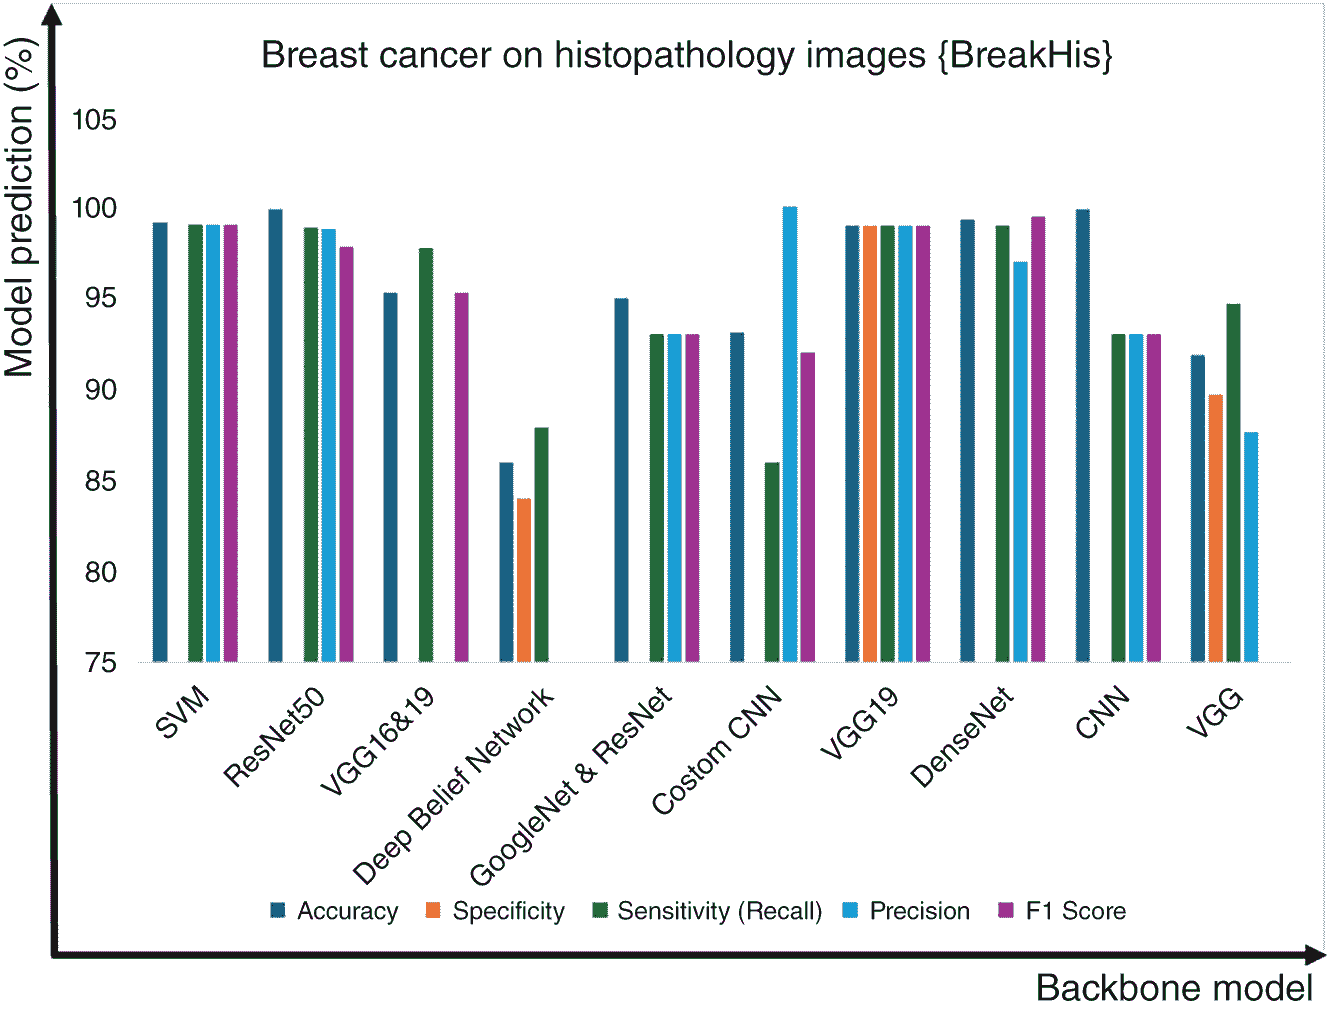 Breast cancer on histopathology images {BreakHis}
Model prediction (%)
105
100
95
90
85
80
75
SVM
ResNet50
VGG16&19
Deep Belief Network
GoogleNet & ResNet
Costom CNN
VGG19
DenseNet
CNN
VGG
Accuracy Specificity Sensitivity (Recall) Precision F1 Score
Backbone model